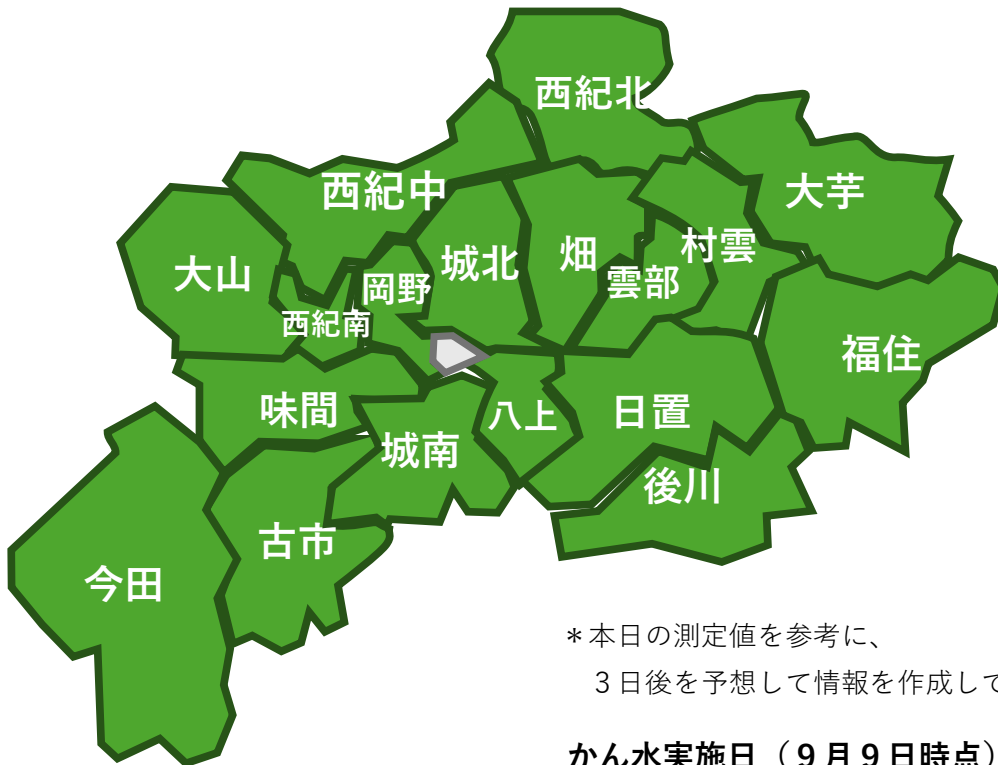 西紀北
西紀中
大芋
大山
城北
畑
村雲
岡野
雲部
西紀南
福住
味間
八上
日置
城南
後川
古市
今田
＊本日の測定値を参考に、
３日後を予想して情報を作成して
かん水実施日（９月９日時点）